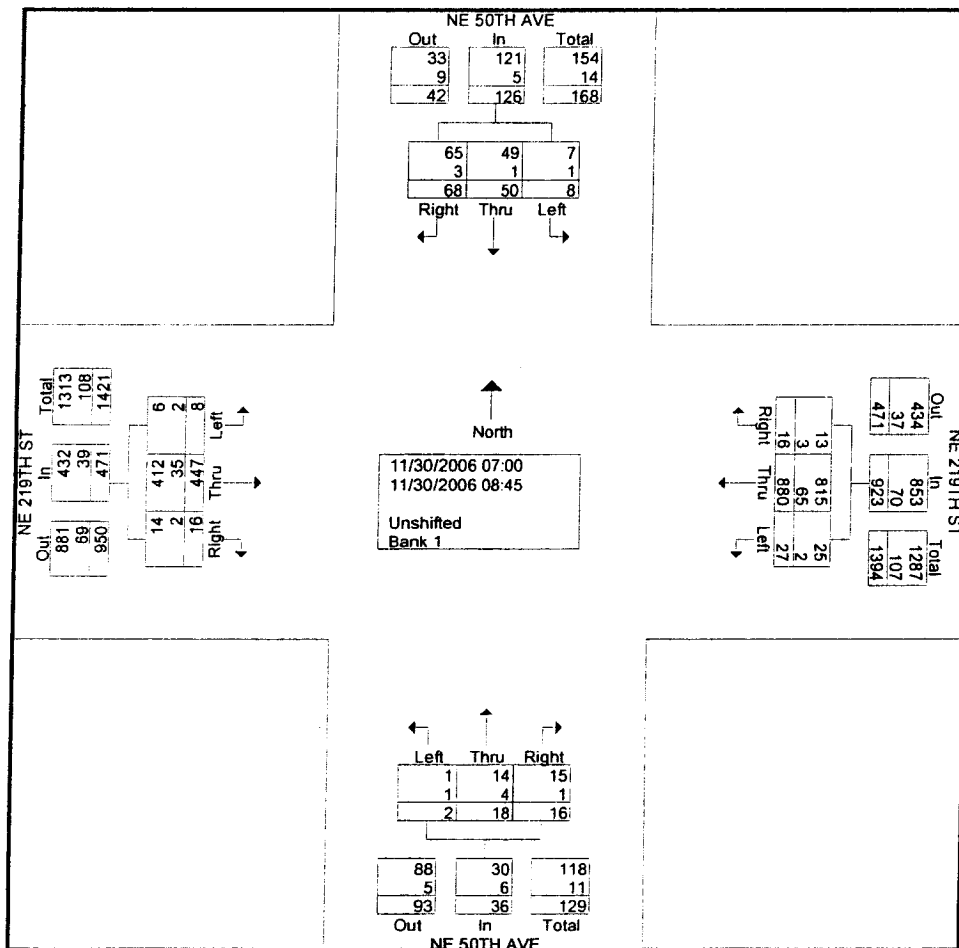 NE 50TH AVE
Out In Total
33 121 154
9 5 14
42 126 168
65 49 7
3 1 1
68 50 8
Right Thru Left
NE 219TH ST
Total
1313
108
1421
In
432
39
471
Out
881
69
950
6
2
8
Left
412
35
447
Thru
14
2
16
Right
North
11/30/2006 07:00
11/30/2006 08:45
Unshifted
Bank 1
Right
16
3
13
Thru
880
65
815
Left
27
2
25
Out
434
37
471
In
853
70
923
Total
1287
107
1394
NE 219TH ST
Left Thru Right
1 14 15
1 4 1
2 18 16
88 30 118
5 6 11
93 36 129
Out In Total
NE 50TH AVE